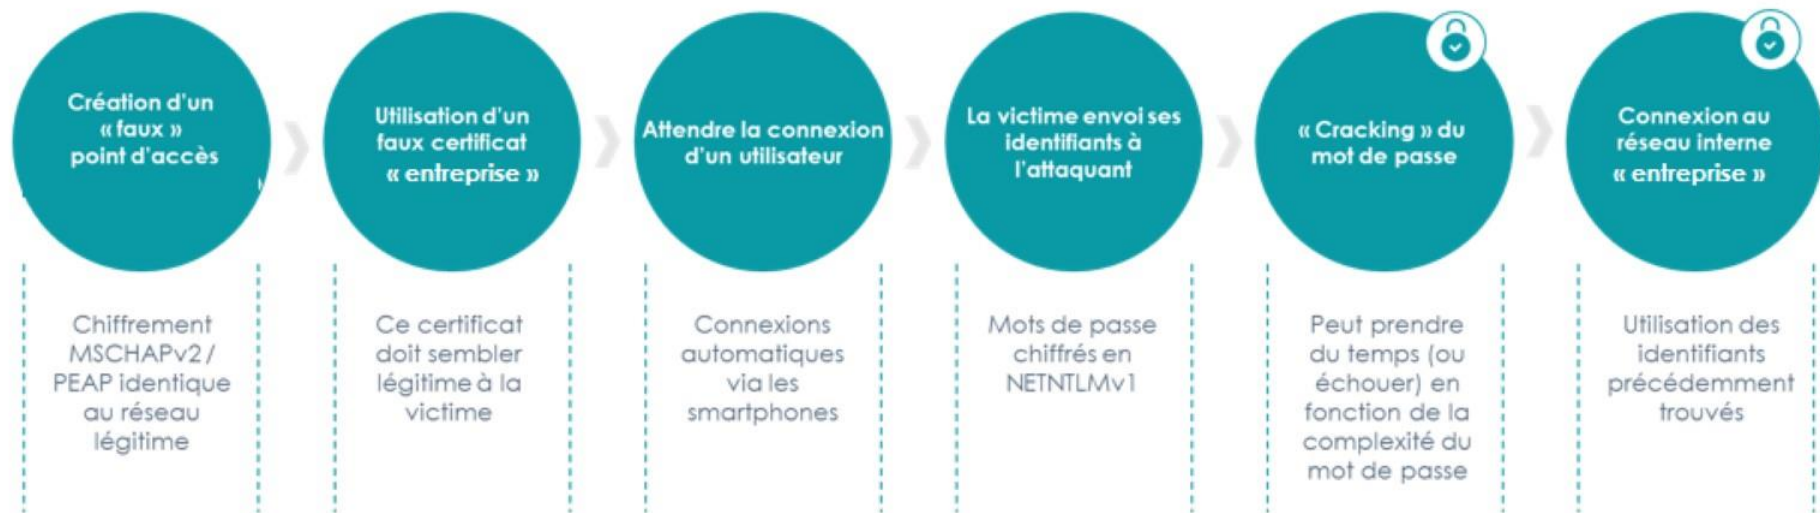 Création d'un
« faux »
point d'accès
Utilisation d'un
faux certificat
« entreprise »
Attendre la connexion
d'un utilisateur
La victime envoi ses
identifiants à
l'attaquant
« Cracking » du
mot de passe
Connexion au
réseau interne
« entreprise »
Chiffrement
MSCHAPv2 /
PEAP identique
au réseau
légitime
Ce certificat
doit sembler
légitime à la
victime
Connexions
automatiques
via les
smartphones
Mots de passe
chiffrés en
NETNTLMv1
Peut prendre
du temps (ou
échouer) en
fonction de la
complexité du
mot de passe
Utilisation des
identifiants
précédemment
trouvés